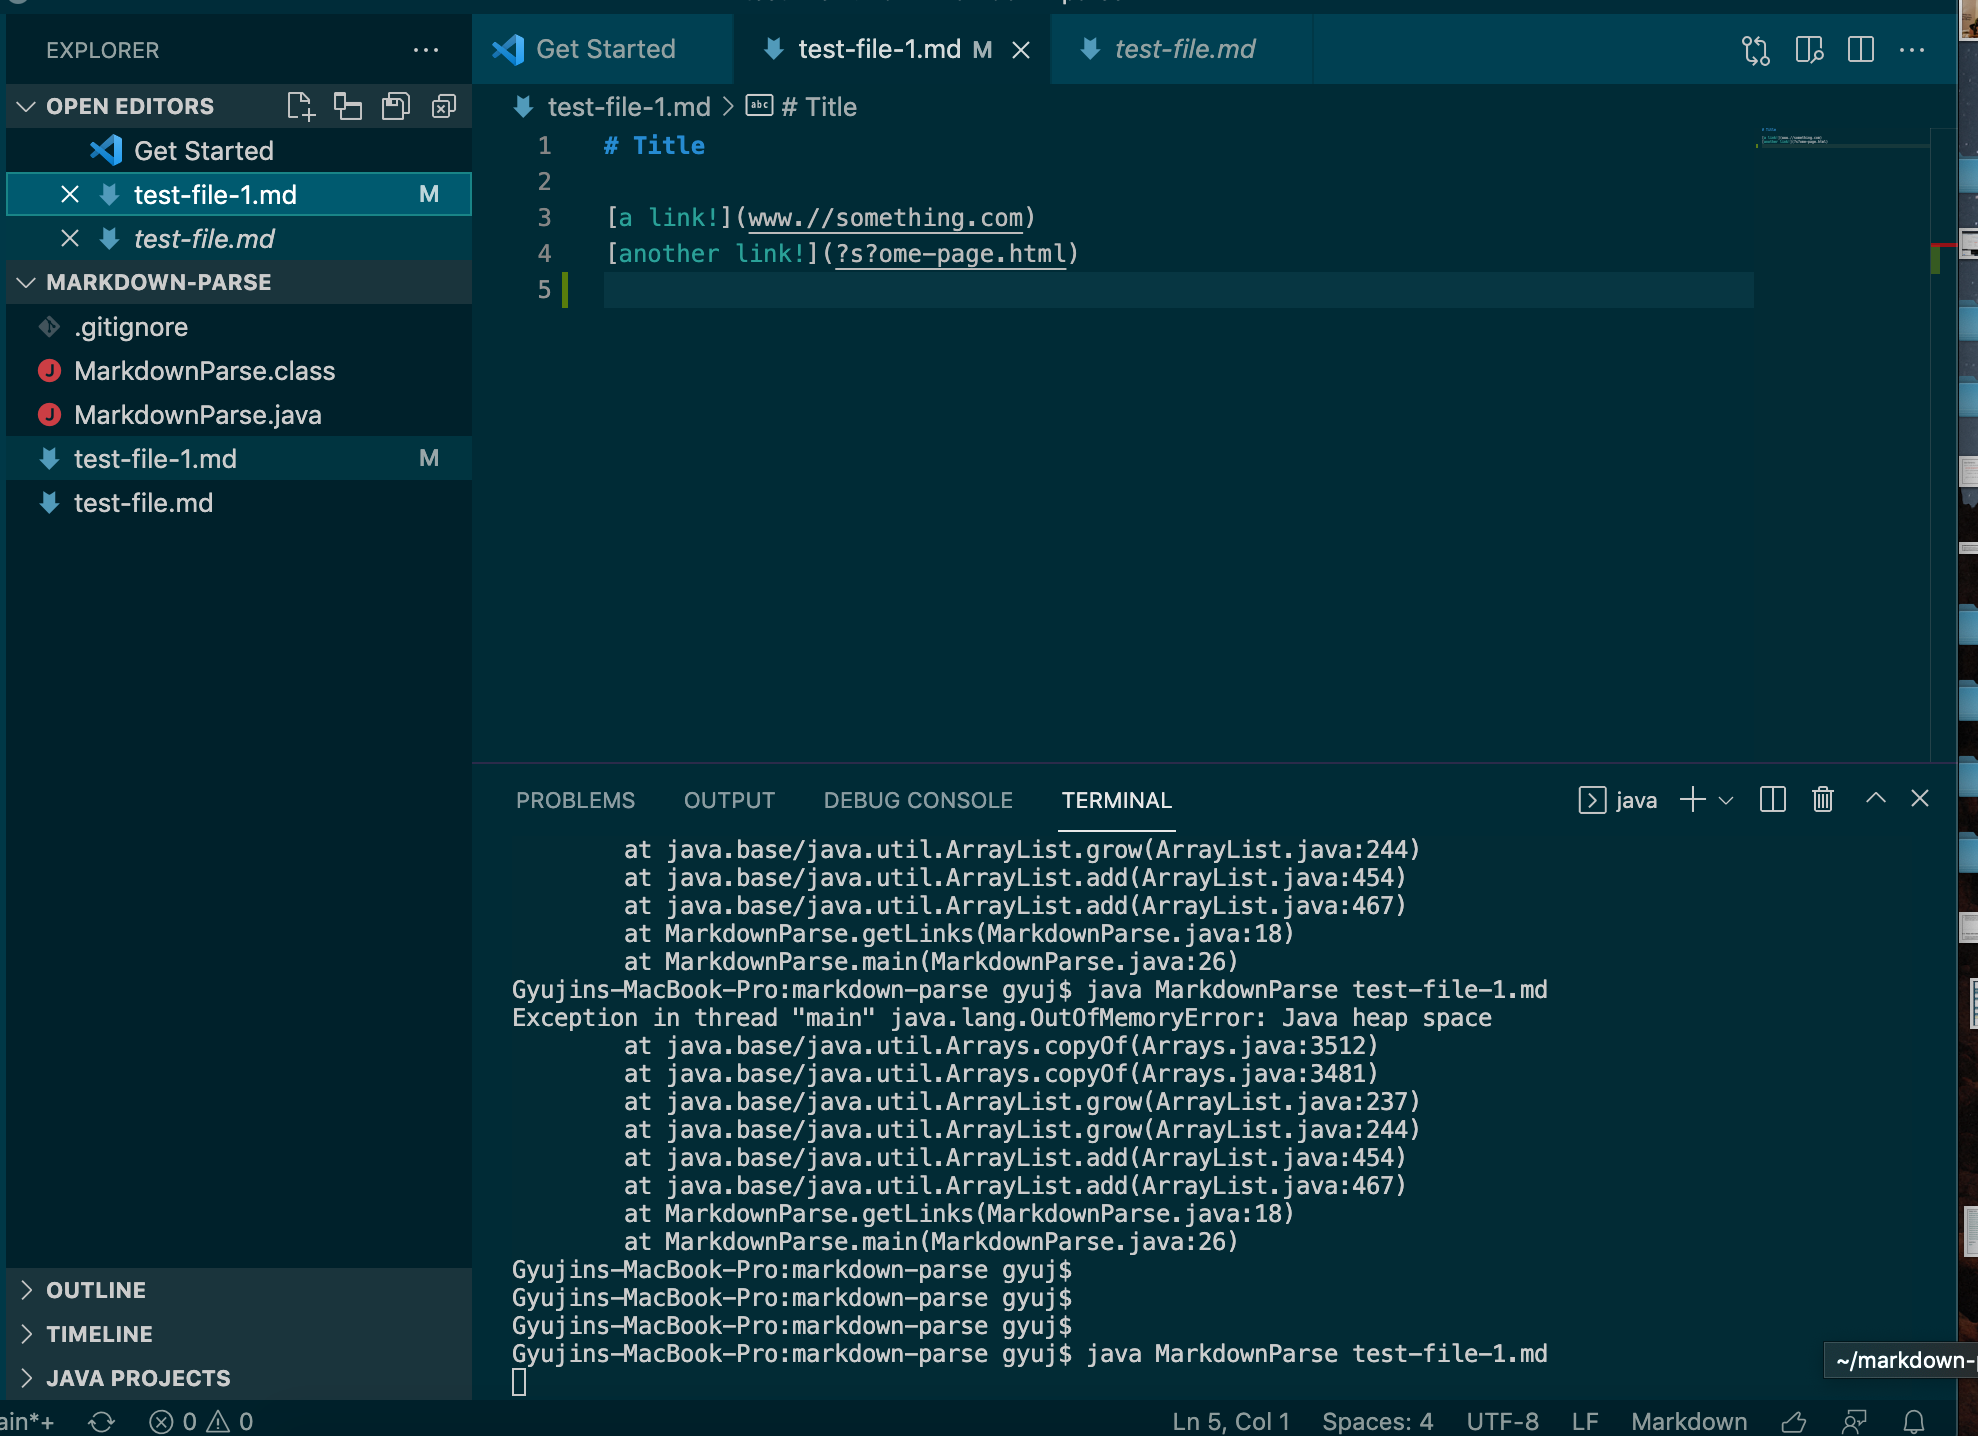 EXPLORER
OPEN EDITORS
Get Started
test-file-1.md M
test-file.md
MARKDOWN-PARSE
.gitignore
MarkdownParse.class
MarkdownParse.java
test-file-1.md M
test-file.md
OUTLINE
TIMELINE
JAVA PROJECTS
Get Started
test-file-1.md M
test-file.md
test-file-1.md > abc # Title
1 # Title
2
3 [a link!](www.//something.com)
4 [another link!](?s?ome-page.html)
5
PROBLEMS OUTPUT DEBUG CONSOLE TERMINAL
java
at java.base/java.util.ArrayList.grow(ArrayList.java:244)
at java.base/java.util.ArrayList.add(ArrayList.java:454)
at java.base/java.util.ArrayList.add(ArrayList.java:467)
at MarkdownParse.getLinks(MarkdownParse.java:18)
at MarkdownParse.main(MarkdownParse.java:26)
Gyujins-MacBook-Pro:markdown-parse gyuj$ java MarkdownParse test-file-1.md
Exception in thread "main" java.lang.OutOfMemoryError: Java heap space
at java.base/java.util.Arrays.copyOf(Arrays.java:3512)
at java.base/java.util.Arrays.copyOf(Arrays.java:3481)
at java.base/java.util.ArrayList.grow(ArrayList.java:237)
at java.base/java.util.ArrayList.grow(ArrayList.java:244)
at java.base/java.util.ArrayList.add(ArrayList.java:454)
at java.base/java.util.ArrayList.add(ArrayList.java:467)
at MarkdownParse.getLinks(MarkdownParse.java:18)
at MarkdownParse.main(MarkdownParse.java:26)
Gyujins-MacBook-Pro:markdown-parse gyuj$
Gyujins-MacBook-Pro:markdown-parse gyuj$
Gyujins-MacBook-Pro:markdown-parse gyuj$
Gyujins-MacBook-Pro:markdown-parse gyuj$ java MarkdownParse test-file-1.md
~/markdown-p
ain*+ 0 0
Ln 5, Col 1 Spaces: 4 UTF-8 LF Markdown